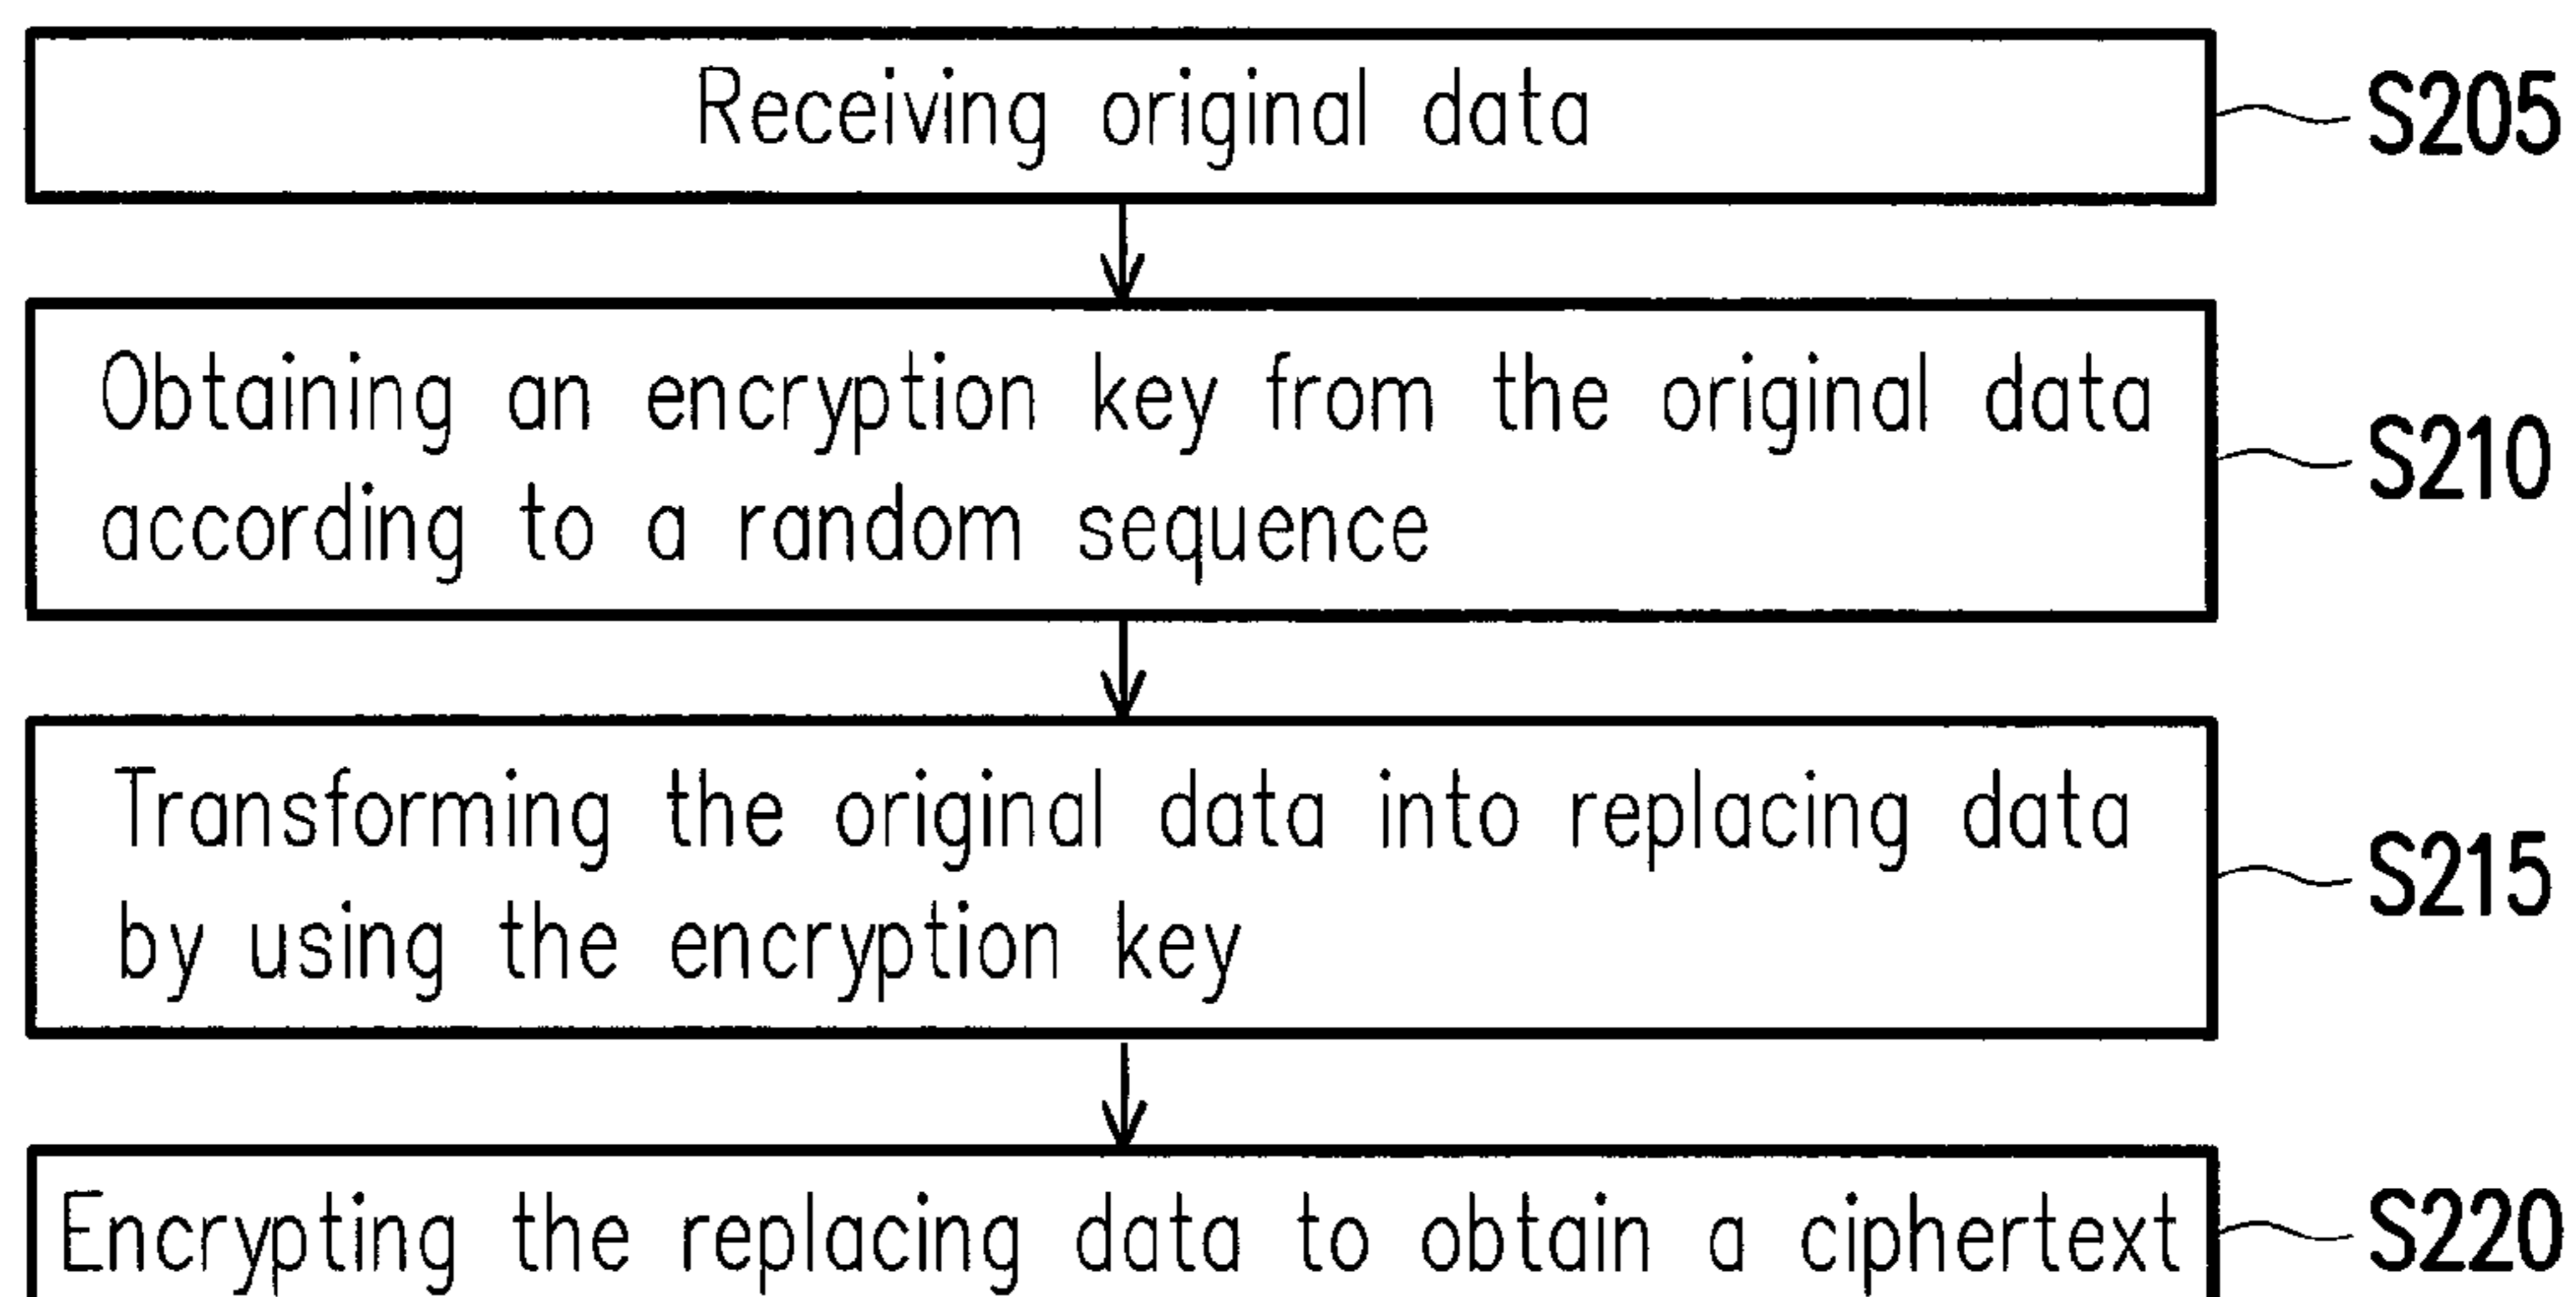 Receiving original data
S205
Obtaining an encryption key from the original data
according to a random sequence
S210
Transforming the original data into replacing data
by using the encryption key
S215
Encrypting the replacing data to obtain a ciphertext
S220